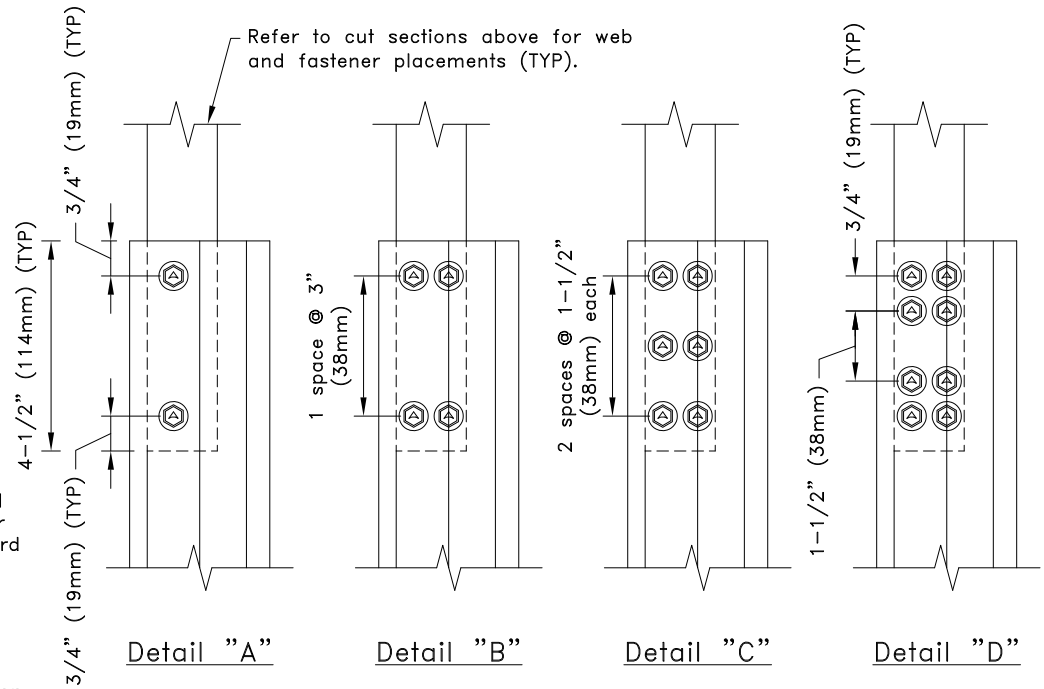 Refer to cut sections above for web
and fastener placements (TYP).
3/4" (19mm) (TYP)
4-1/2" (114mm) (TYP)
3/4" (19mm) (TYP)
1 space @ 3"
(38mm)
2 spaces @ 1-1/2"
(38mm) each
3/4" (19mm) (TYP)
1-1/2" (38mm)
rd
Detail "A"
Detail "B"
Detail "C"
Detail "D"